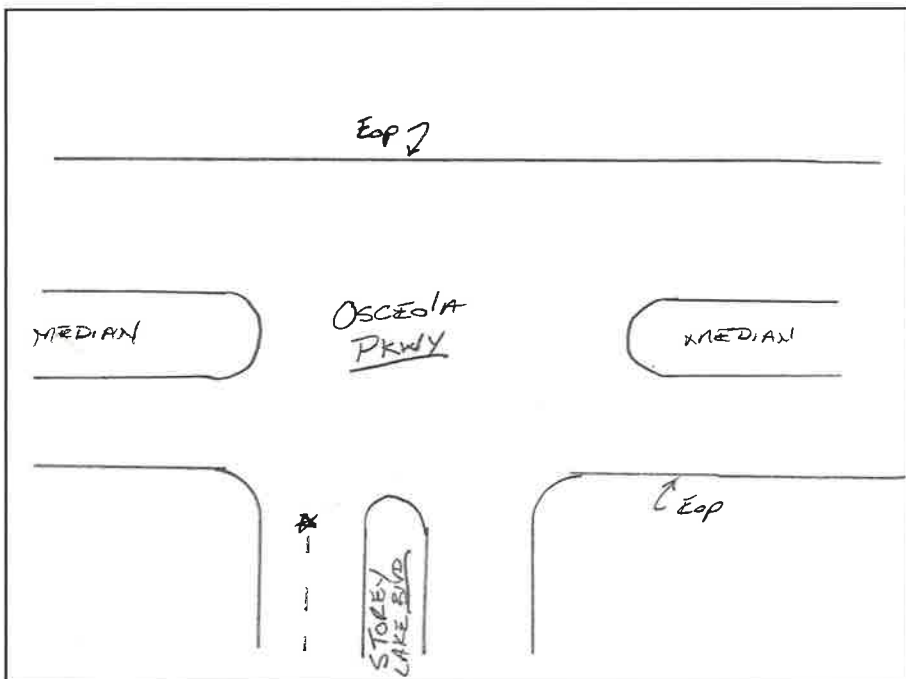 Eop
OSCEOlA
PKWY
MEDIAN
MEDIAN
Eop
STOREY
LAKE BLVD